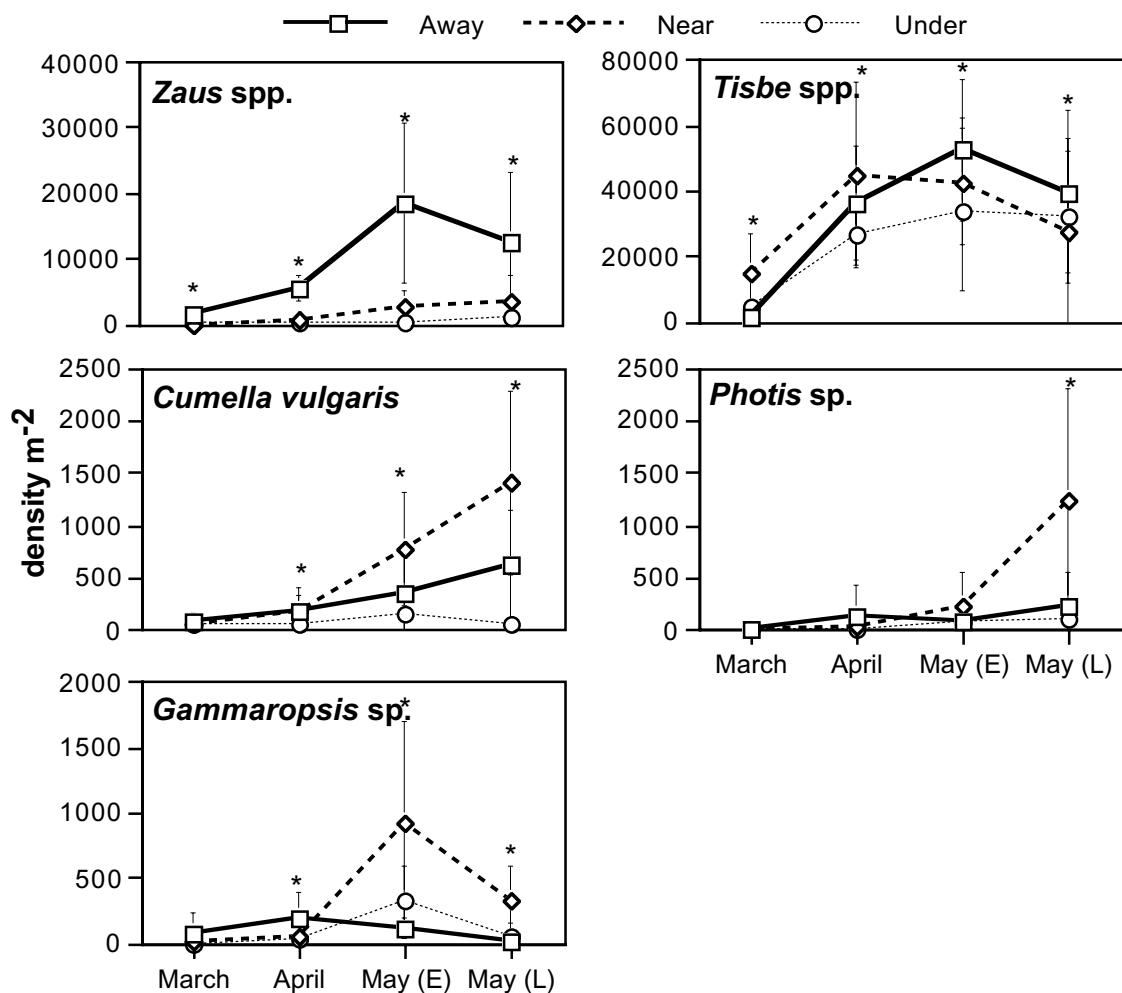 Away Near Under
Zaus spp.
40000
30000
20000
10000
0
* * * *
Tisbe spp.
80000
60000
40000
20000
0
* * * *
density m-2
Cumella vulgaris
2500
2000
1500
1000
500
0
* * *
Photis sp.
2500
2000
1500
1000
500
0
*
March April May (E) May (L)
Gammaropsis sp.
2000
1500
1000
500
0
* * *
March April May (E) May (L)